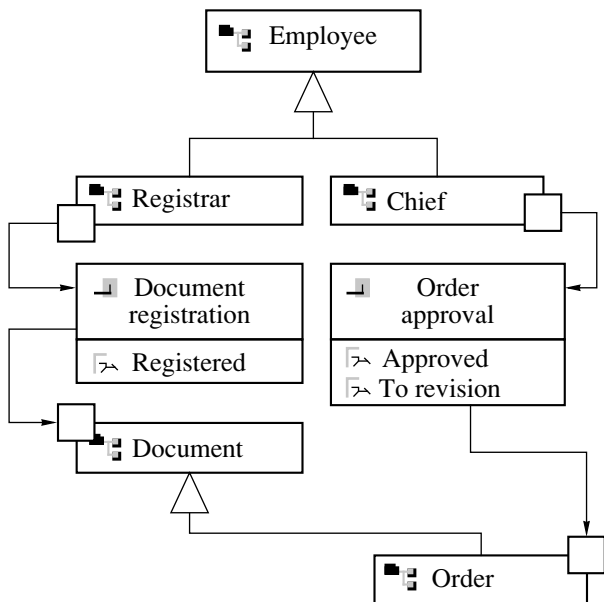 Employee
Registrar
Chief
Document
registration
Registered
Order
approval
Approved
To revision
Document
Order